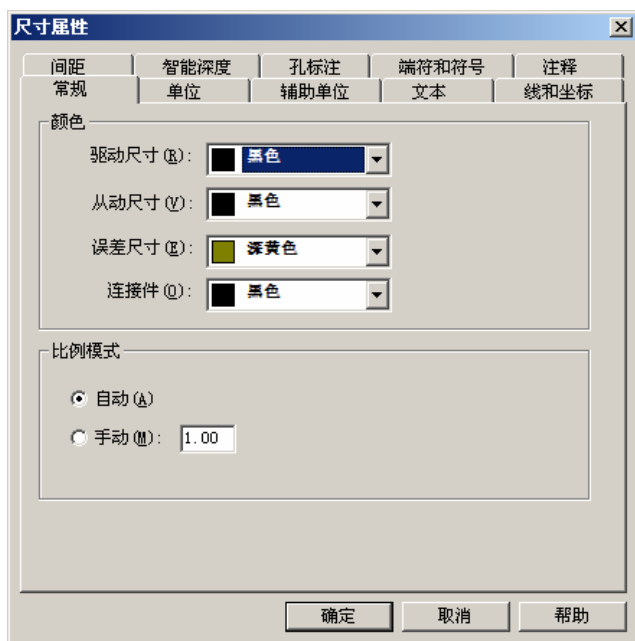 尺寸属性
间距 智能深度 孔标注 端符和符号 注释
常规 单位 辅助单位 文本 线和坐标
颜色
驱动尺寸(R): 黑色
从动尺寸(V): 黑色
误差尺寸(E): 深黄色
连接件(O): 黑色
比例模式
自动(A)
手动(M): 1.00
确定 取消 帮助